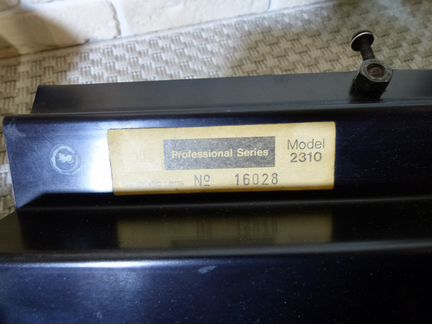 Professional Series
Model
2310
Nº 16028